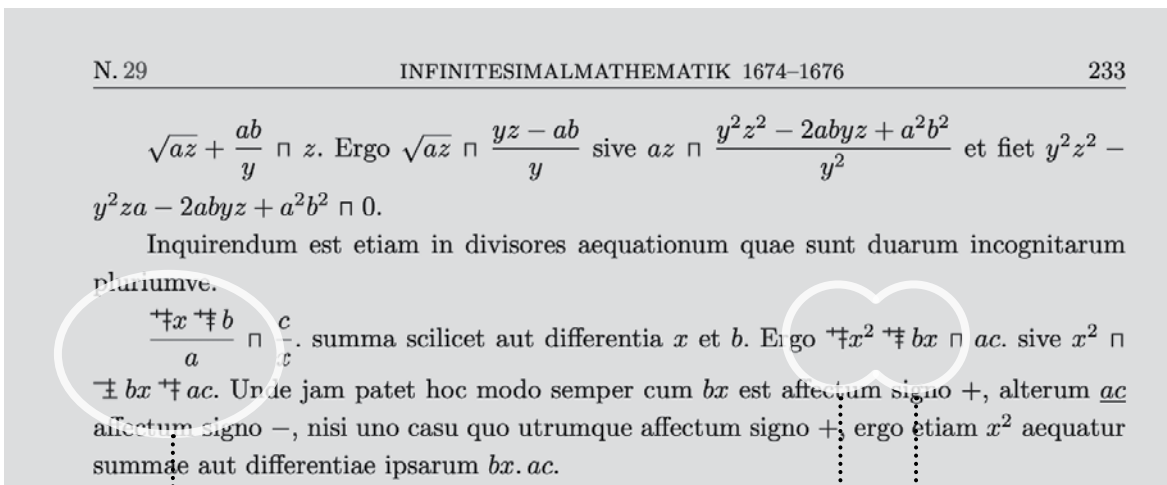 N. 29 INFINITESIMALMATHEMATIK 1674–1676 233
√az + ab/y ⊓ z. Ergo √az ⊓ (yz − ab)/y sive az ⊓ (y²z² − 2abyz + a²b²)/y² et fiet y²z² −
y²za − 2abyz + a²b² ⊓ 0.
Inquirendum est etiam in divisores aequationum quae sunt duarum incognitarum
pluriumve.
(⁺‡x ⁺‡ b)/a ⊓ c/x. summa scilicet aut differentia x et b. Ergo ⁺‡x² ⁺‡ bx ⊓ ac. sive x² ⊓
bx ⁺‡ ac. Unde jam patet hoc modo semper cum bx est affectum signo +, alterum ac
affectum signo −, nisi uno casu quo utrumque affectum signo +, ergo etiam x² aequatur
summae aut differentiae ipsarum bx. ac.